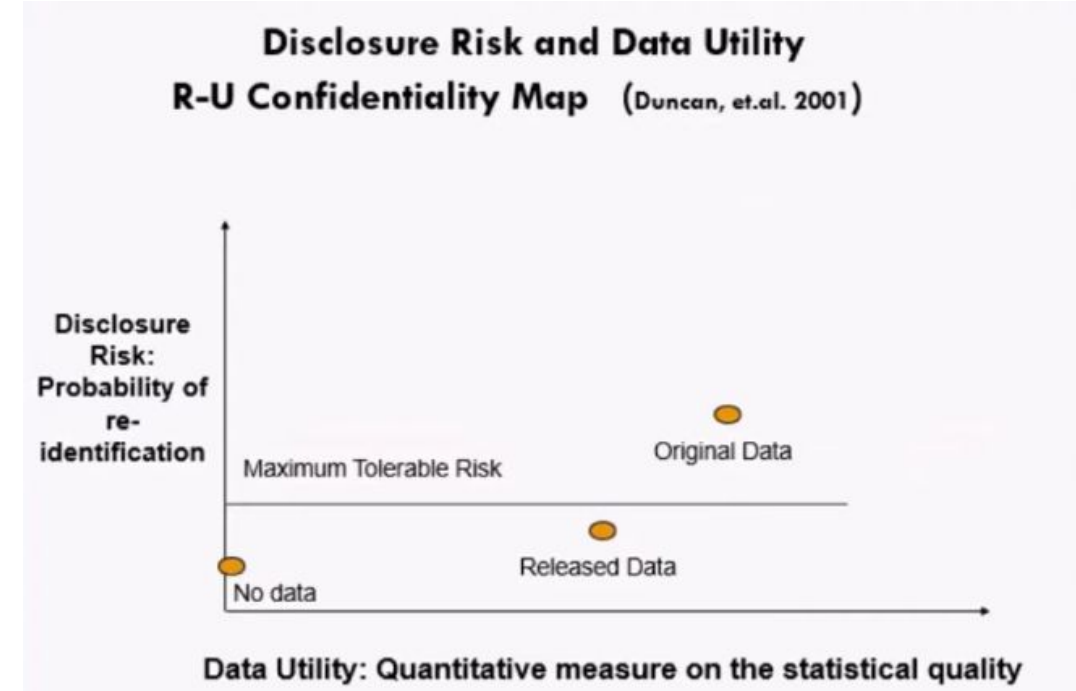 Disclosure Risk and Data Utility
R-U Confidentiality Map (Duncan, et.al. 2001)
Disclosure
Risk:
Probability of
re-
identification
Original Data
Maximum Tolerable Risk
Released Data
No data
Data Utility: Quantitative measure on the statistical quality